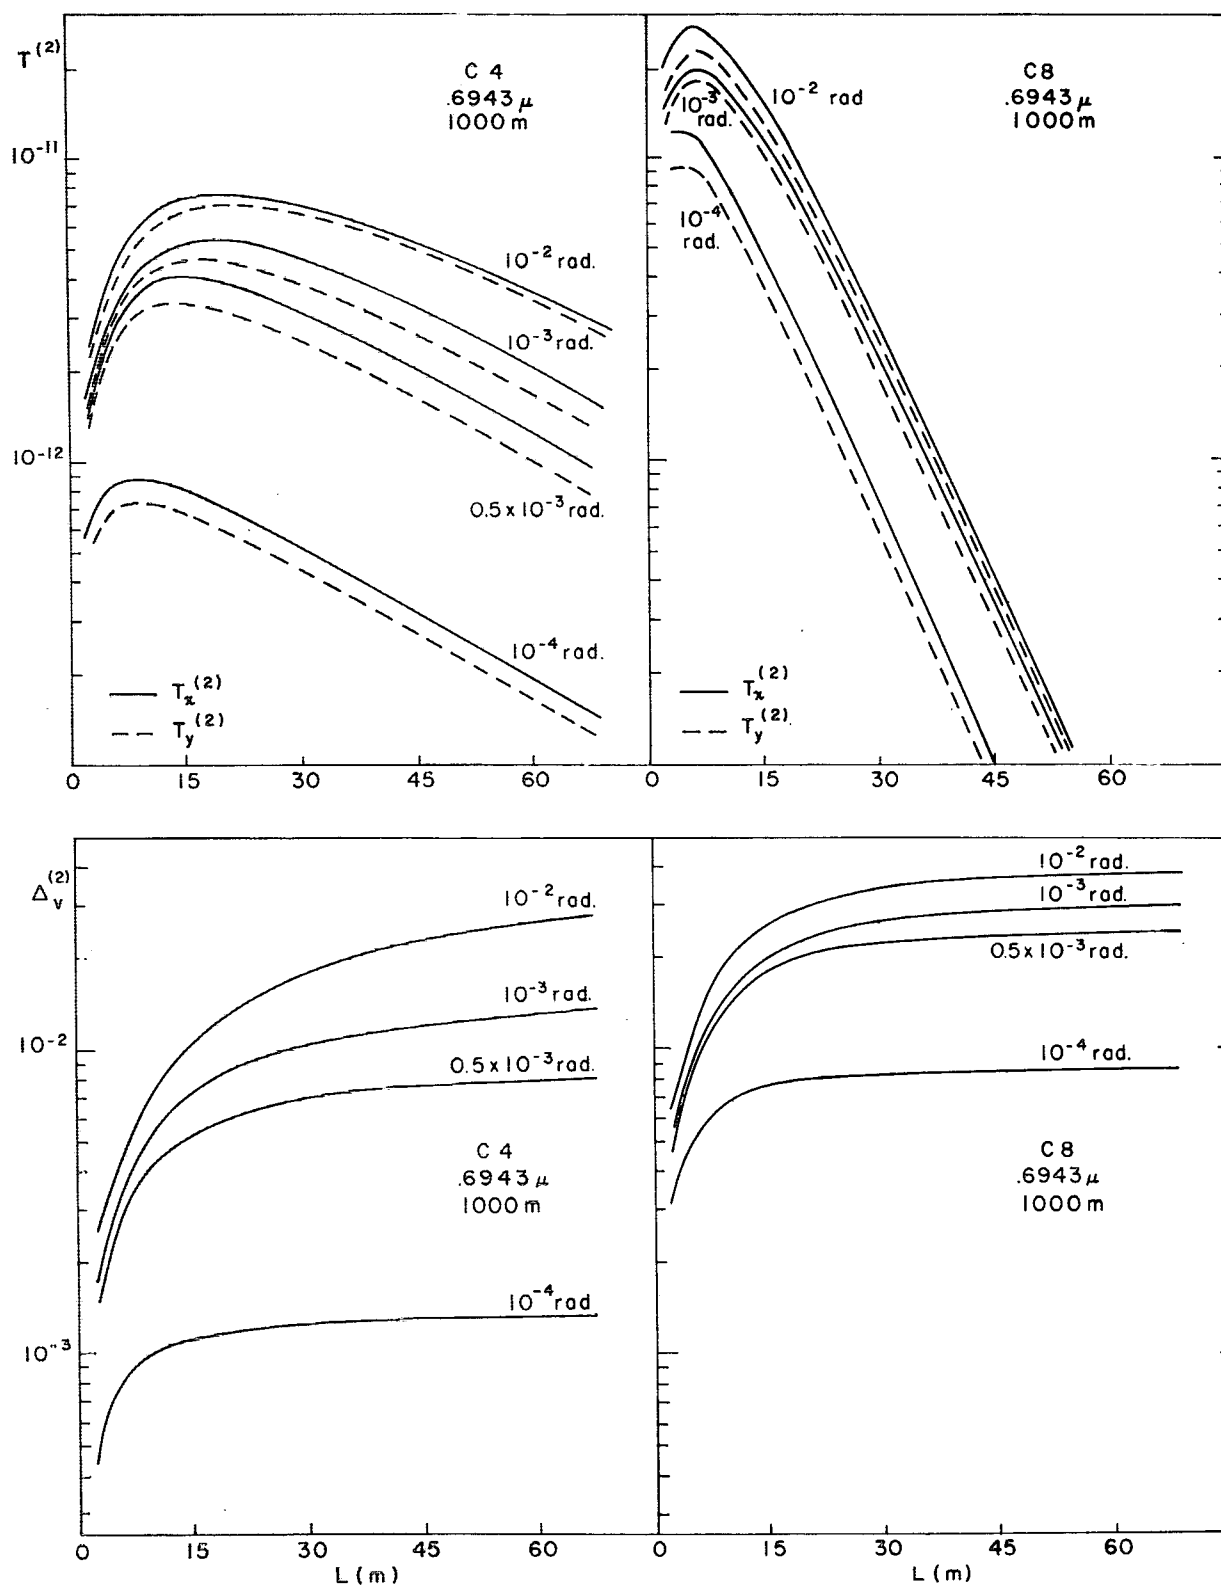 T(2)
C 4
.6943 μ
1000 m
10-11
10-2 rad.
10-3 rad.
10-12
0.5 x 10-3 rad.
10-4 rad.
Tx(2)
Ty(2)
0 15 30 45 60
C8
.6943 μ
1000 m
10-2 rad
10-3
rad.
10-4
rad.
Tx(2)
Ty(2)
0 15 30 45 60
Δv(2)
10-2 rad.
10-3 rad.
10-2
0.5 x 10-3 rad.
C 4
.6943 μ
1000 m
10-4 rad
10-3
0 15 30 45 60
L (m)
10-2 rad.
10-3 rad.
0.5 x 10-3 rad.
10-4 rad.
C 8
.6943 μ
1000 m
0 15 30 45 60
L (m)